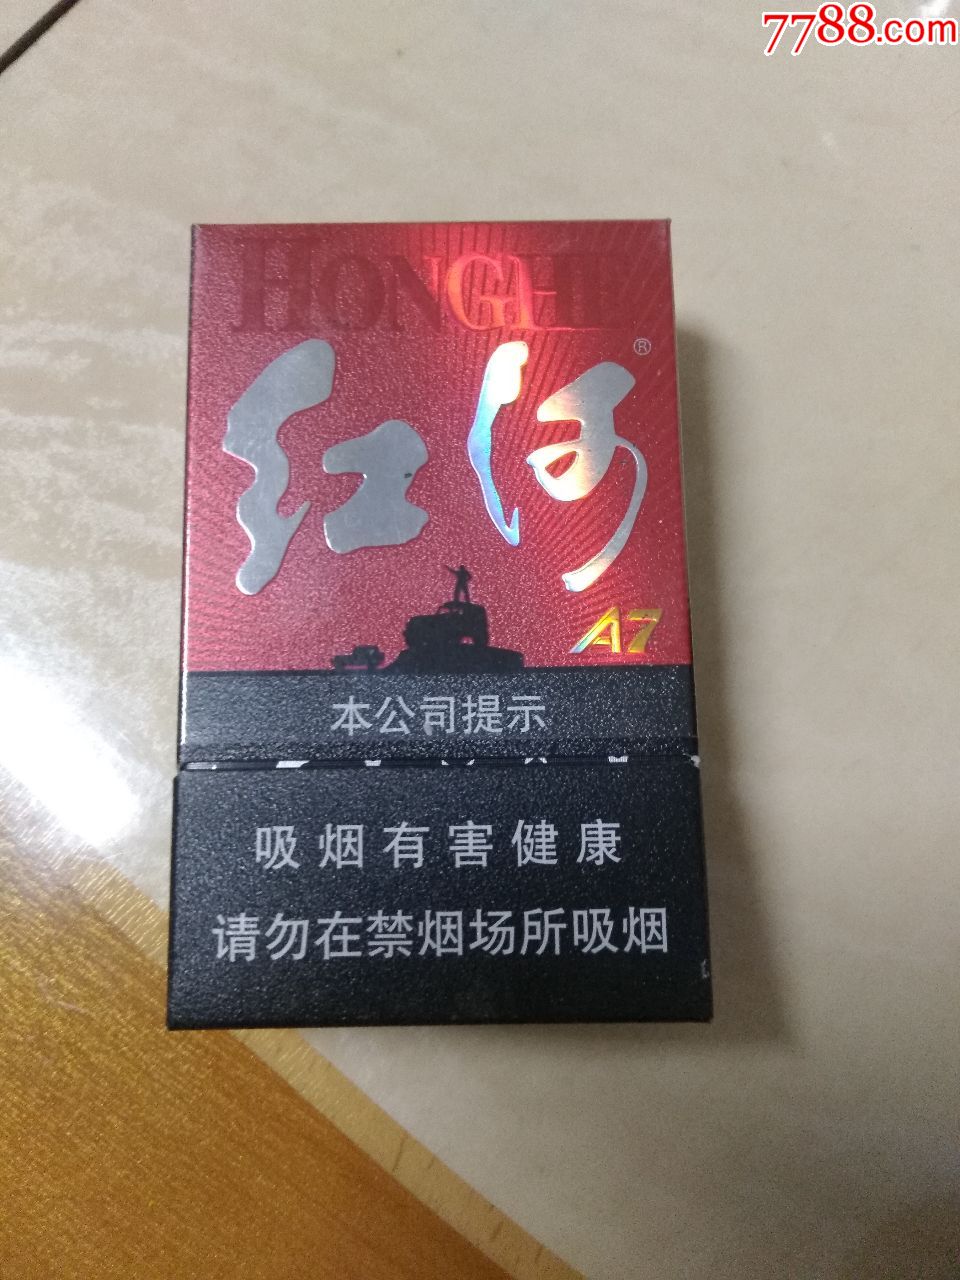 7788.com
HONGHE
红河®
A7
本公司提示
吸烟有害健康
请勿在禁烟场所吸烟